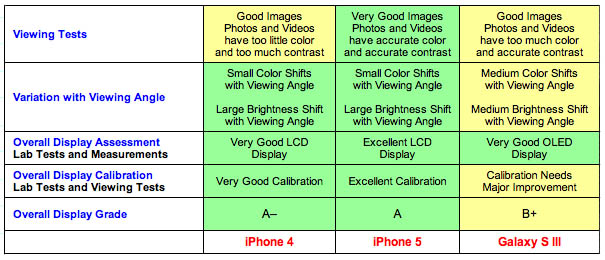 Viewing Tests
Good Images
Photos and Videos
have too little color
and too much contrast
Very Good Images
Photos and Videos
have accurate color
and accurate contrast
Good Images
Photos and Videos
have too much color
and accurate contrast
Variation with Viewing Angle
Small Color Shifts
with Viewing Angle
Large Brightness Shift
with Viewing Angle
Small Color Shifts
with Viewing Angle
Large Brightness Shift
with Viewing Angle
Medium Color Shifts
with Viewing Angle
Medium Brightness Shift
with Viewing Angle
Overall Display Assessment
Lab Tests and Measurements
Very Good LCD
Display
Excellent LCD
Display
Very Good OLED
Display
Overall Display Calibration
Lab Tests and Viewing Tests
Very Good Calibration
Excellent Calibration
Calibration Needs
Major Improvement
Overall Display Grade
A–
A
B+
iPhone 4
iPhone 5
Galaxy S III